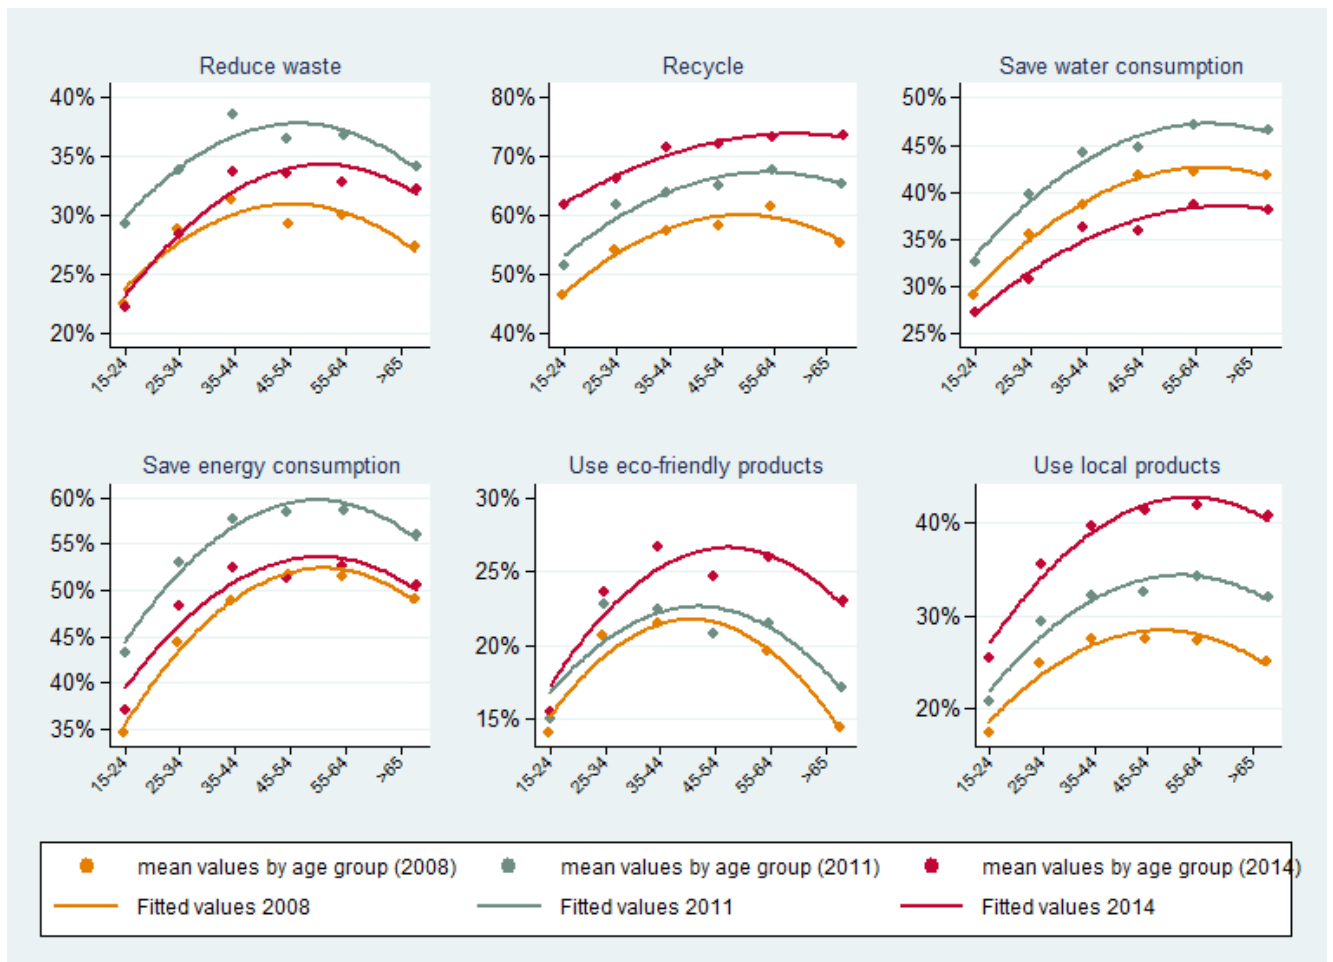 Reduce waste
40%
35%
30%
25%
20%
15-24 25-34 35-44 45-54 55-64 >65
Recycle
80%
70%
60%
50%
40%
15-24 25-34 35-44 45-54 55-64 >65
Save water consumption
50%
45%
40%
35%
30%
25%
15-24 25-34 35-44 45-54 55-64 >65
Save energy consumption
60%
55%
50%
45%
40%
35%
15-24 25-34 35-44 45-54 55-64 >65
Use eco-friendly products
30%
25%
20%
15%
15-24 25-34 35-44 45-54 55-64 >65
Use local products
40%
30%
20%
15-24 25-34 35-44 45-54 55-64 >65
mean values by age group (2008) mean values by age group (2011) mean values by age group (2014)
Fitted values 2008 Fitted values 2011 Fitted values 2014